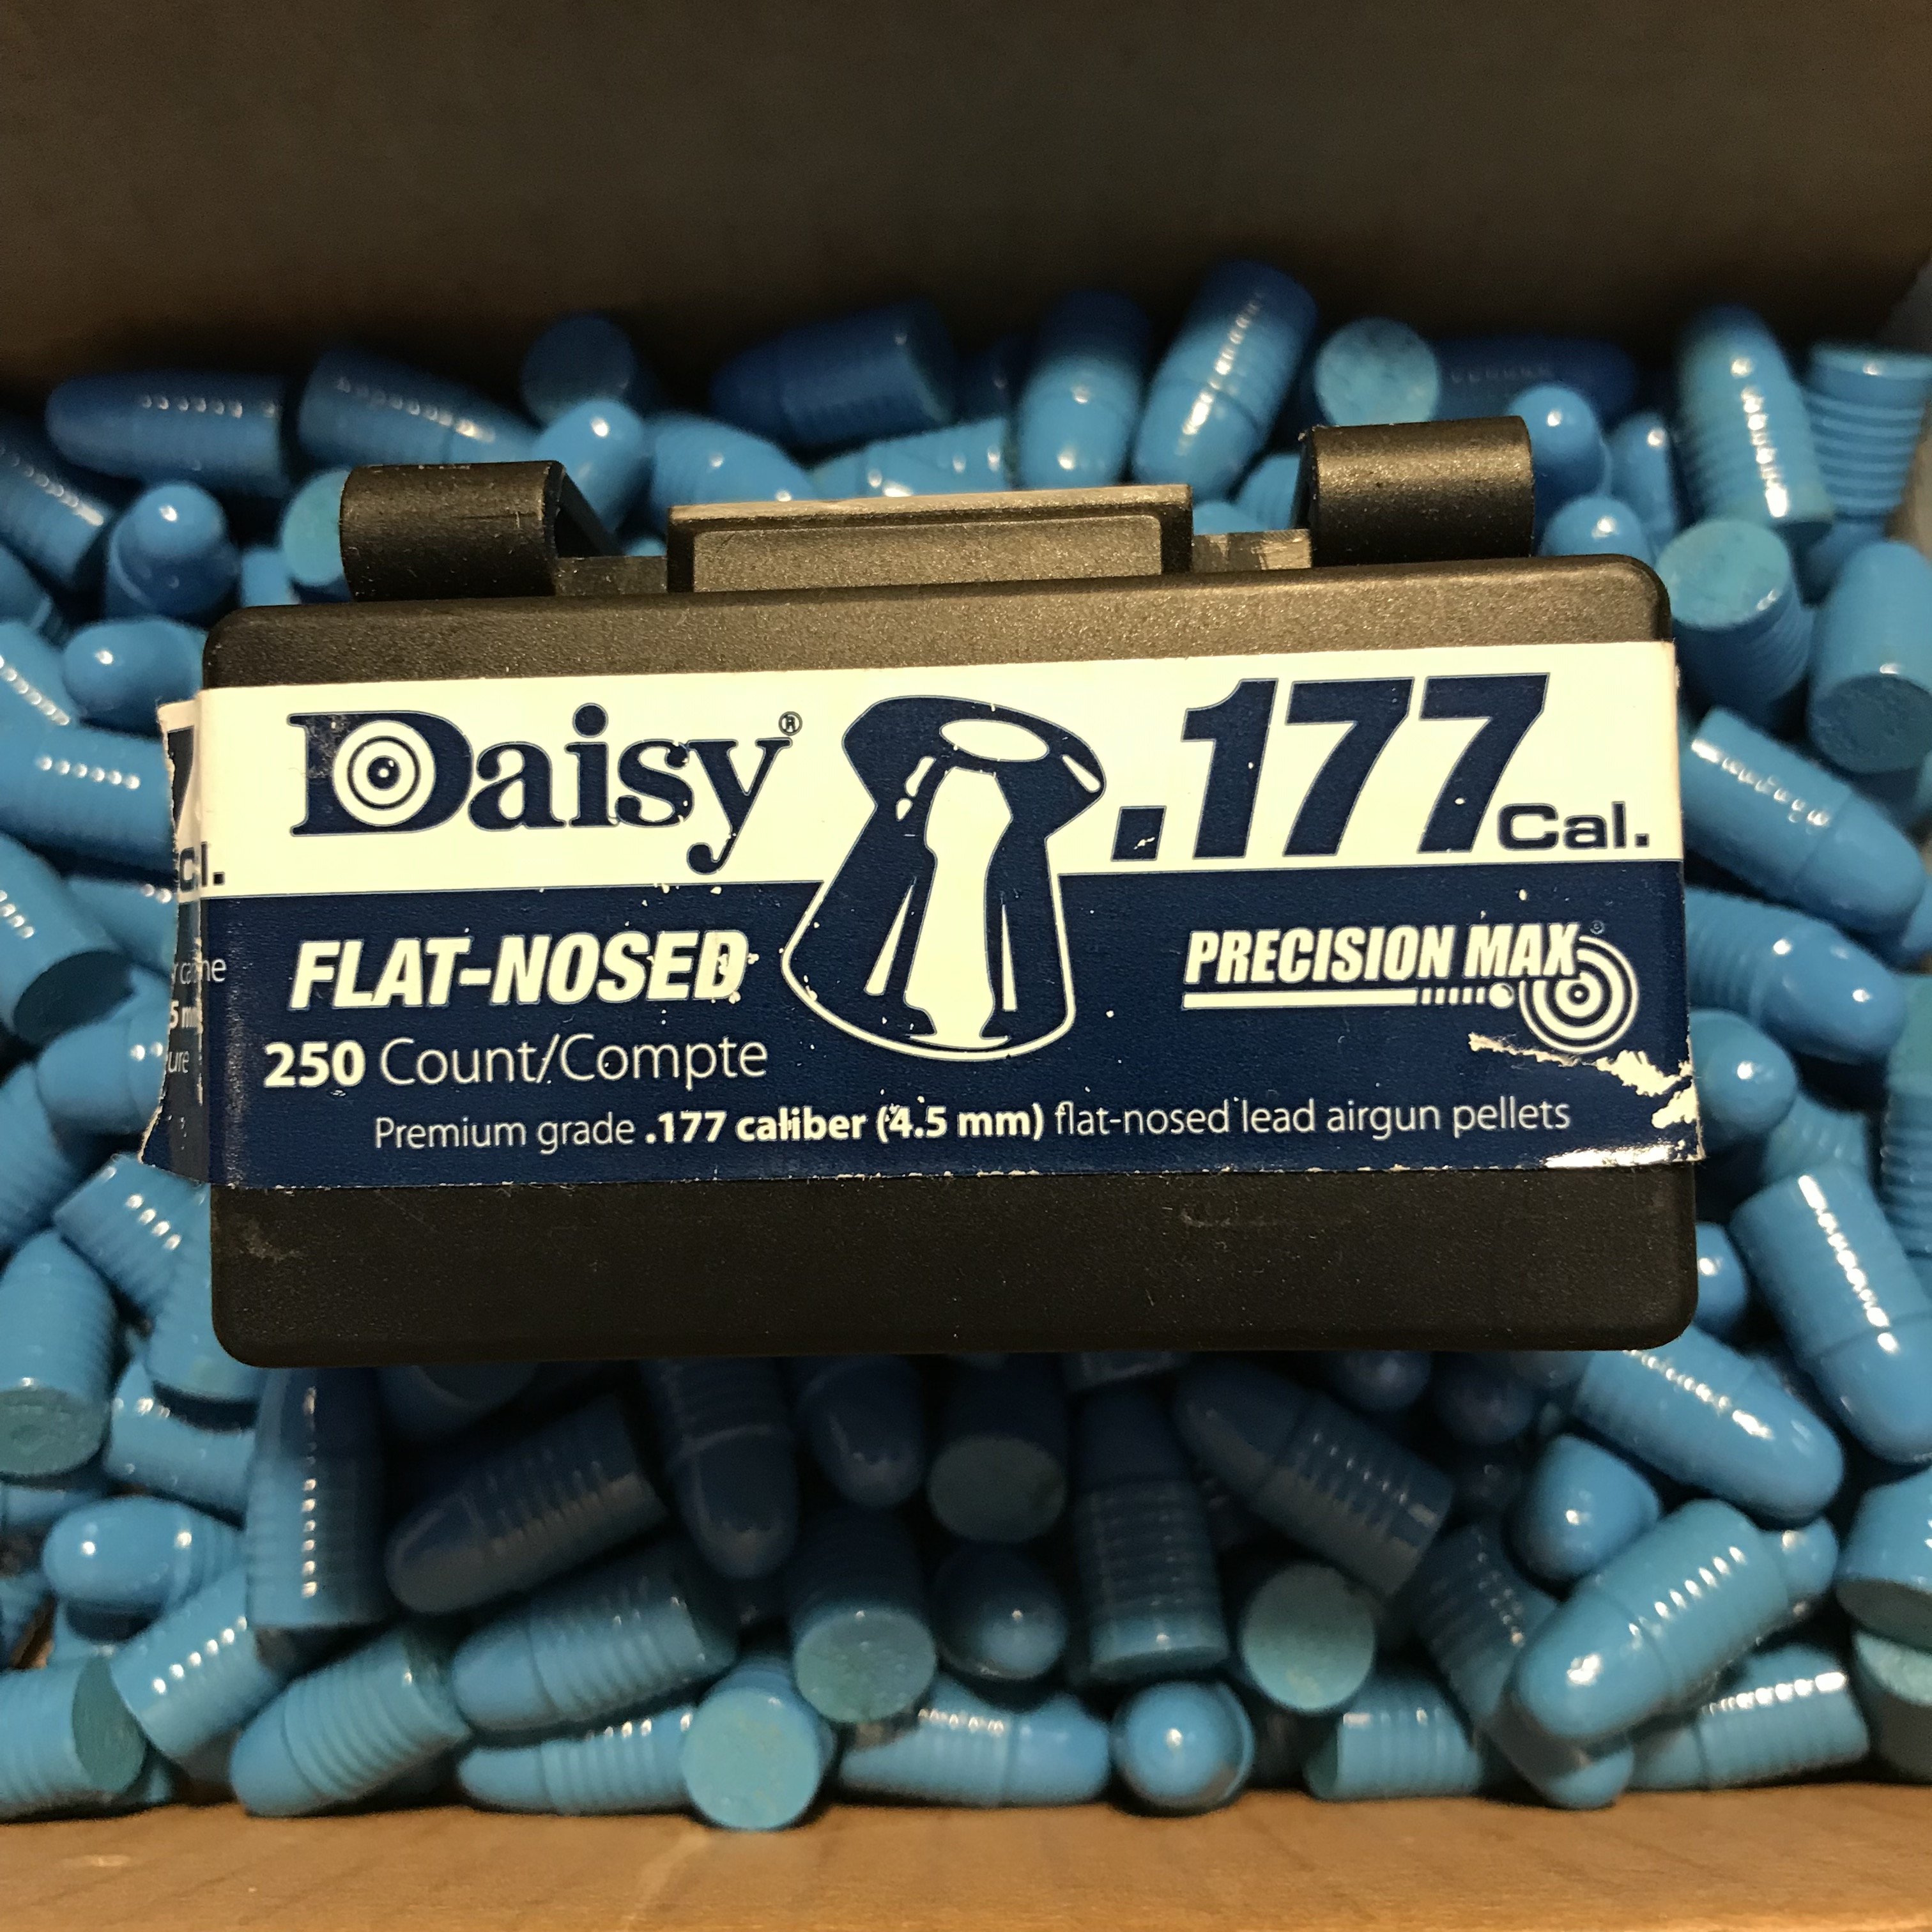 Daisy®
.177 Cal.
FLAT-NOSED
PRECISION MAX®
250 Count/Compte
Premium grade .177 caliber (4.5 mm) flat-nosed lead airgun pellets